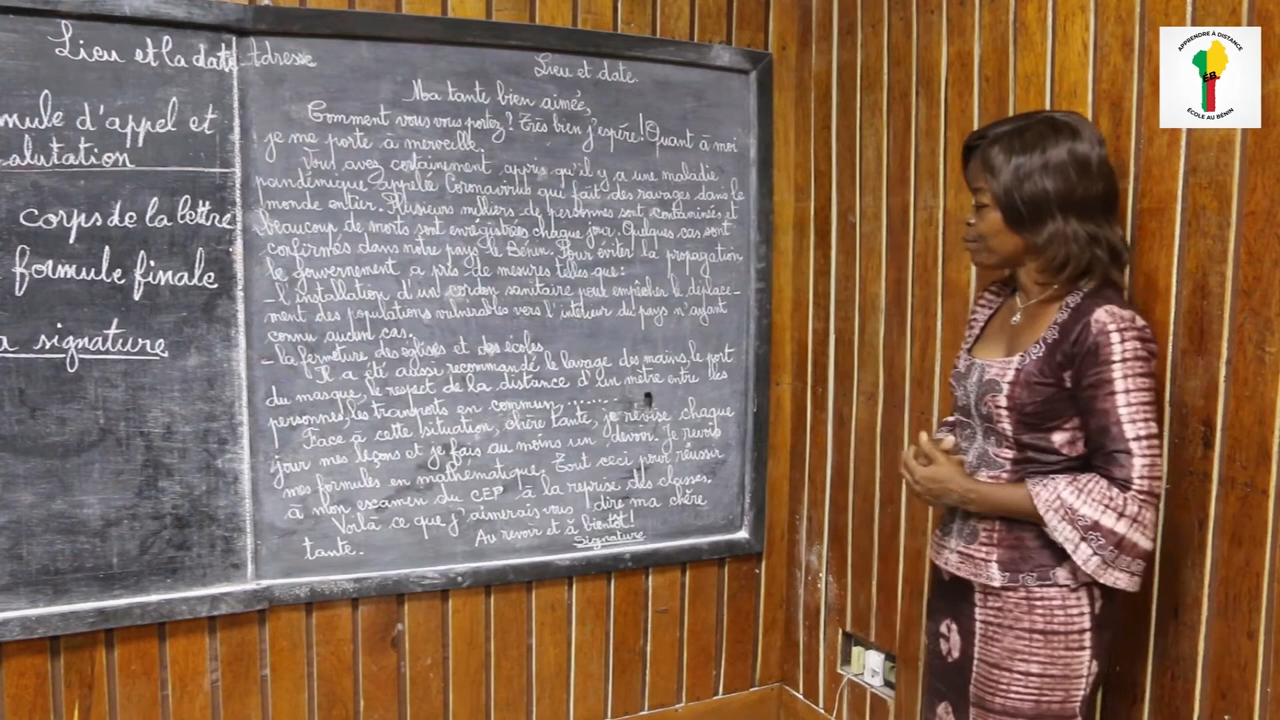 Lieu et la date
mule d'appel et
alutation
corps de la lettre
formule finale
a signature
Adresse
Lieu et date.
Ma tante bien aimée,
Comment vous vous portez? Très bien j'espère! Quant à moi
je me porte à merveille.
Vous avez certainement appris qu'il y a une maladie
pandémique appelée Coronavirus qui fait des ravages dans le
monde entier. Plusieurs milliers de personnes sont contaminées et
beaucoup de morts sont enrégistrées chaque jour. Quelques cas sont
confirmés dans notre pays le Bénin. Pour éviter la propagation
le gouvernement a pris de mesures telles que:
- l'installation d'un cordon sanitaire pour empêcher le déplace-
ment des populations vulnérables vers l'intérieur du pays n'ayant
connu aucun cas.
- la fermeture des églises et des écoles
Il a été aussi recommandé le lavage des mains, le port
du masque, le respect de la distance d'un mètre entre les
personnes, les transports en commun ........
Face à cette situation, chère tante, je révise chaque
jour mes leçons et je fais au moins un devoir. Je revois
mes formules en mathématique. Tout ceci pour réussir
à mon examen du CEP à la reprise des classes.
Voilà ce que j'aimerais vous dire ma chère
tante.
Au revoir et à bientôt!
Signature
APPRENDRE À DISTANCE
EB
ÉCOLE AU BÉNIN